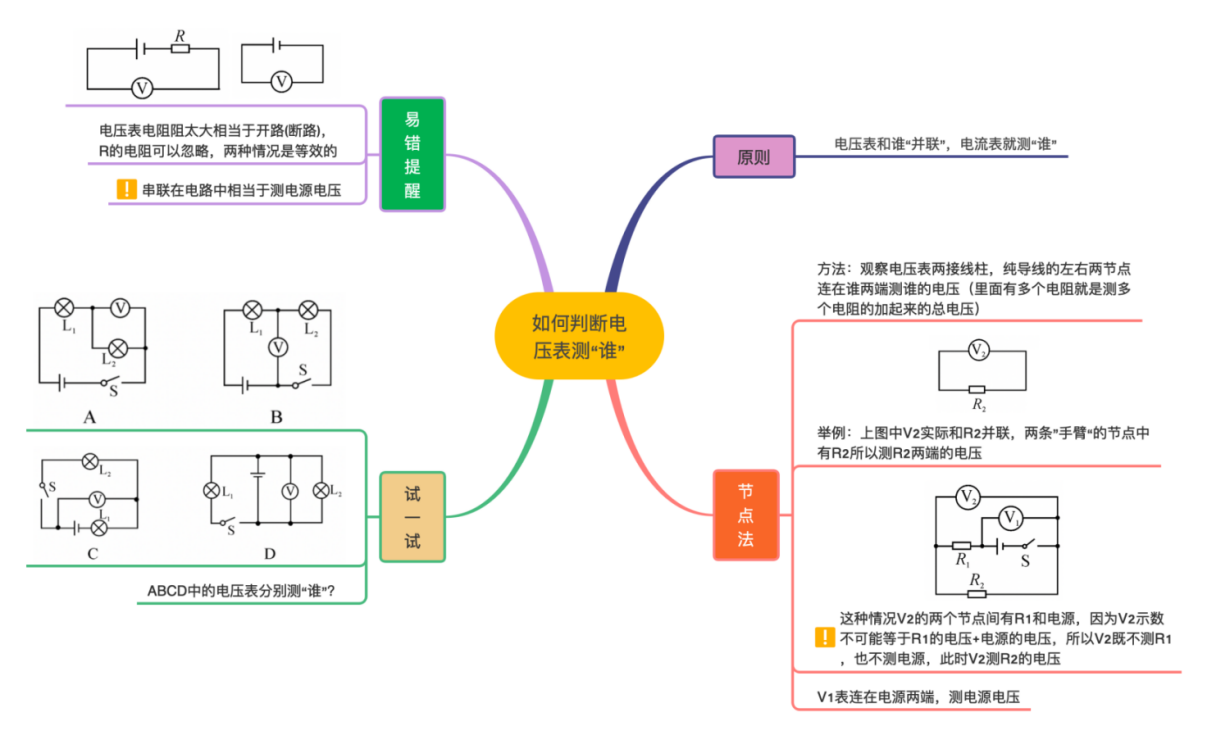 如何判断电
压表测“谁”
易
错
提
醒
R
V
V
电压表电阻阻太大相当于开路(断路)，
R的电阻可以忽略，两种情况是等效的
串联在电路中相当于测电源电压
原则
电压表和谁“并联”，电流表就测“谁”
节
点
法
方法：观察电压表两接线柱，纯导线的左右两节点
连在谁两端测谁的电压（里面有多个电阻就是测多
个电阻的加起来的总电压）
V2
R2
举例：上图中V2实际和R2并联，两条”手臂“的节点中
有R2所以测R2两端的电压
V2
V1
R1
S
R2
这种情况V2的两个节点间有R1和电源，因为V2示数
不可能等于R1的电压+电源的电压，所以V2既不测R1
，也不测电源，此时V2测R2的电压
V1表连在电源两端，测电源电压
试
一
试
L1
V
L2
S
A
L1
L2
V
S
B
L2
S
V
L1
C
L1
V
L2
S
D
ABCD中的电压表分别测“谁”?